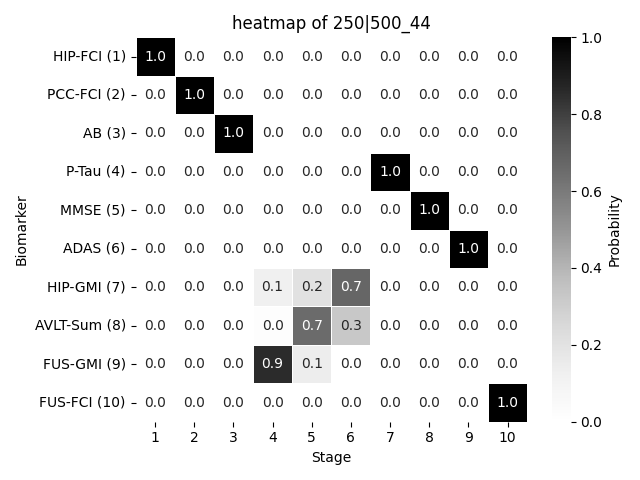 heatmap of 250|500_44
HIP-FCI (1) 1.0 0.0 0.0 0.0 0.0 0.0 0.0 0.0 0.0 0.0
PCC-FCI (2) 0.0 1.0 0.0 0.0 0.0 0.0 0.0 0.0 0.0 0.0
AB (3) 0.0 0.0 1.0 0.0 0.0 0.0 0.0 0.0 0.0 0.0
P-Tau (4) 0.0 0.0 0.0 0.0 0.0 0.0 1.0 0.0 0.0 0.0
MMSE (5) 0.0 0.0 0.0 0.0 0.0 0.0 0.0 1.0 0.0 0.0
ADAS (6) 0.0 0.0 0.0 0.0 0.0 0.0 0.0 0.0 1.0 0.0
HIP-GMI (7) 0.0 0.0 0.0 0.1 0.2 0.7 0.0 0.0 0.0 0.0
AVLT-Sum (8) 0.0 0.0 0.0 0.0 0.7 0.3 0.0 0.0 0.0 0.0
FUS-GMI (9) 0.0 0.0 0.0 0.9 0.1 0.0 0.0 0.0 0.0 0.0
FUS-FCI (10) 0.0 0.0 0.0 0.0 0.0 0.0 0.0 0.0 0.0 1.0
1 2 3 4 5 6 7 8 9 10
Stage
Biomarker
1.0
0.8
0.6
0.4
0.2
0.0
Probability